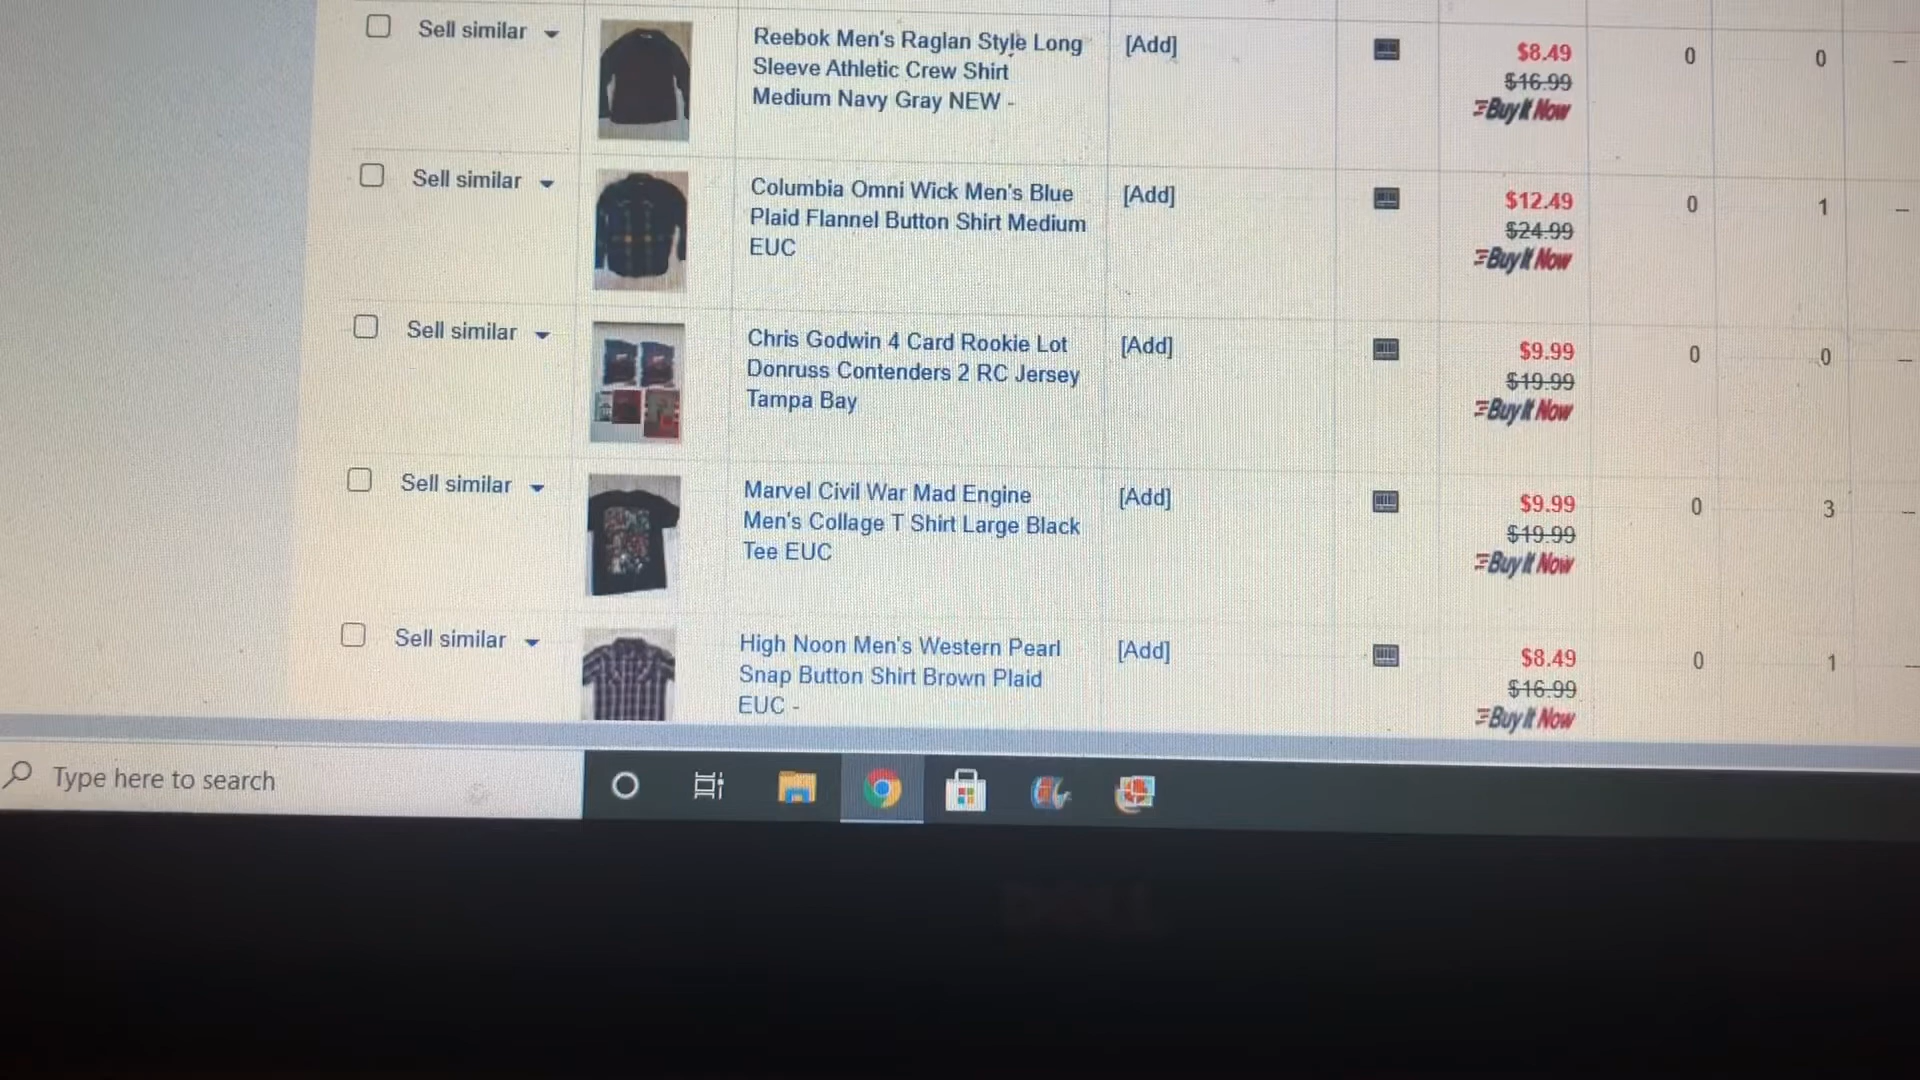 Sell similar
Reebok Men's Raglan Style Long
Sleeve Athletic Crew Shirt
Medium Navy Gray NEW -
[Add]
$8.49
$16.99
Buy It Now
0
0
—
Sell similar
Columbia Omni Wick Men's Blue
Plaid Flannel Button Shirt Medium
EUC
[Add]
$12.49
$24.99
Buy It Now
0
1
—
Sell similar
Chris Godwin 4 Card Rookie Lot
Donruss Contenders 2 RC Jersey
Tampa Bay
[Add]
$9.99
$19.99
Buy It Now
0
0
—
Sell similar
Marvel Civil War Mad Engine
Men's Collage T Shirt Large Black
Tee EUC
[Add]
$9.99
$19.99
Buy It Now
0
3
—
Sell similar
High Noon Men's Western Pearl
Snap Button Shirt Brown Plaid
EUC -
[Add]
$8.49
$16.99
Buy It Now
0
1
—
Type here to search
DELL